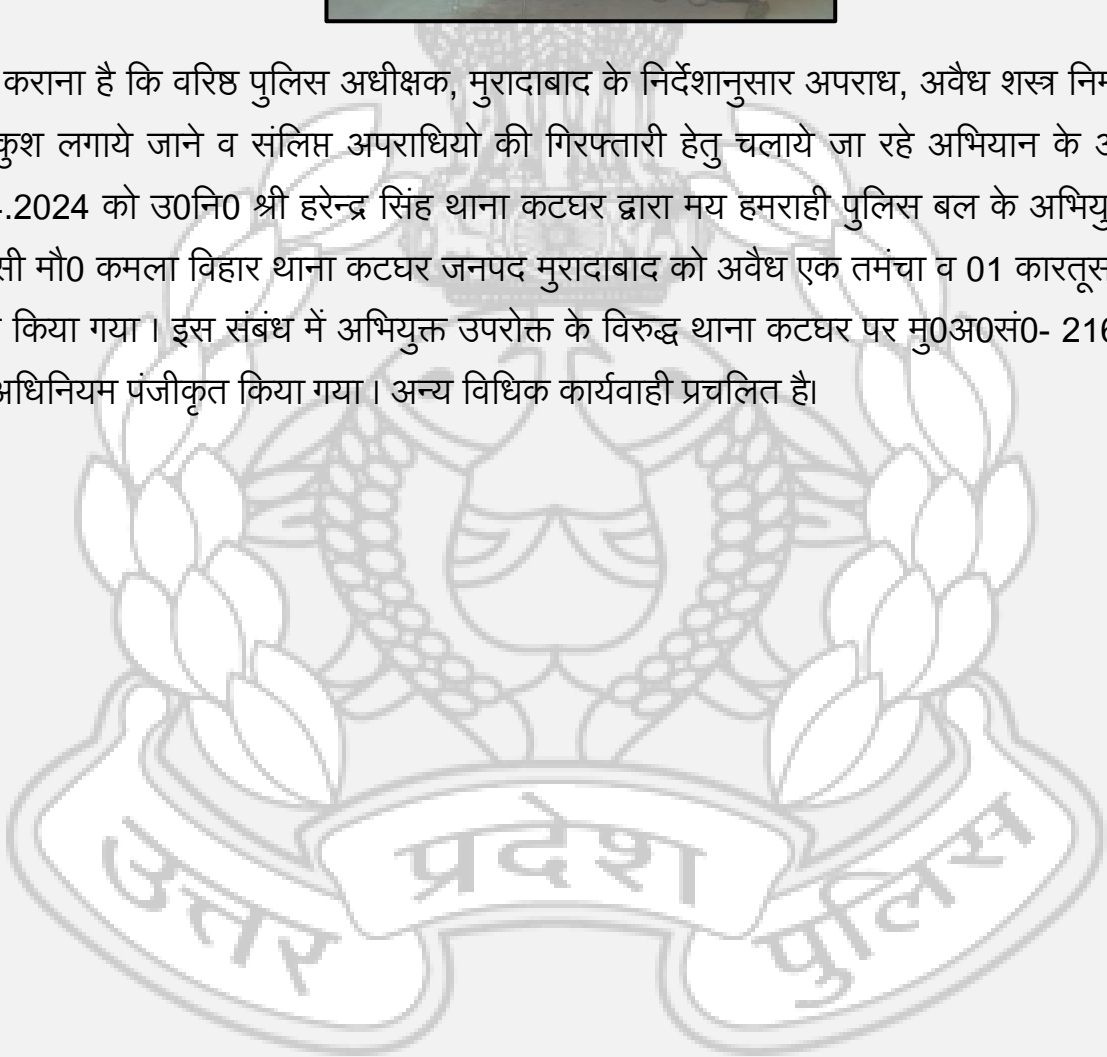 कराना है कि वरिष्ठ पुलिस अधीक्षक, मुरादाबाद के निर्देशानुसार अपराध, अवैध शस्त्र निम
कुश लगाये जाने व संलिप्त अपराधियो की गिरफ्तारी हेतु चलाये जा रहे अभियान के अ
.2024 को उ0नि0 श्री हरेन्द्र सिंह थाना कटघर द्वारा मय हमराही पुलिस बल के अभियु
सी मौ0 कमला विहार थाना कटघर जनपद मुरादाबाद को अवैध एक तमंचा व 01 कारतूस
किया गया । इस संबंध में अभियुक्त उपरोक्त के विरुद्ध थाना कटघर पर मु0अ0सं0- 216
अधिनियम पंजीकृत किया गया । अन्य विधिक कार्यवाही प्रचलित है।
उत्तर प्रदेश पुलिस